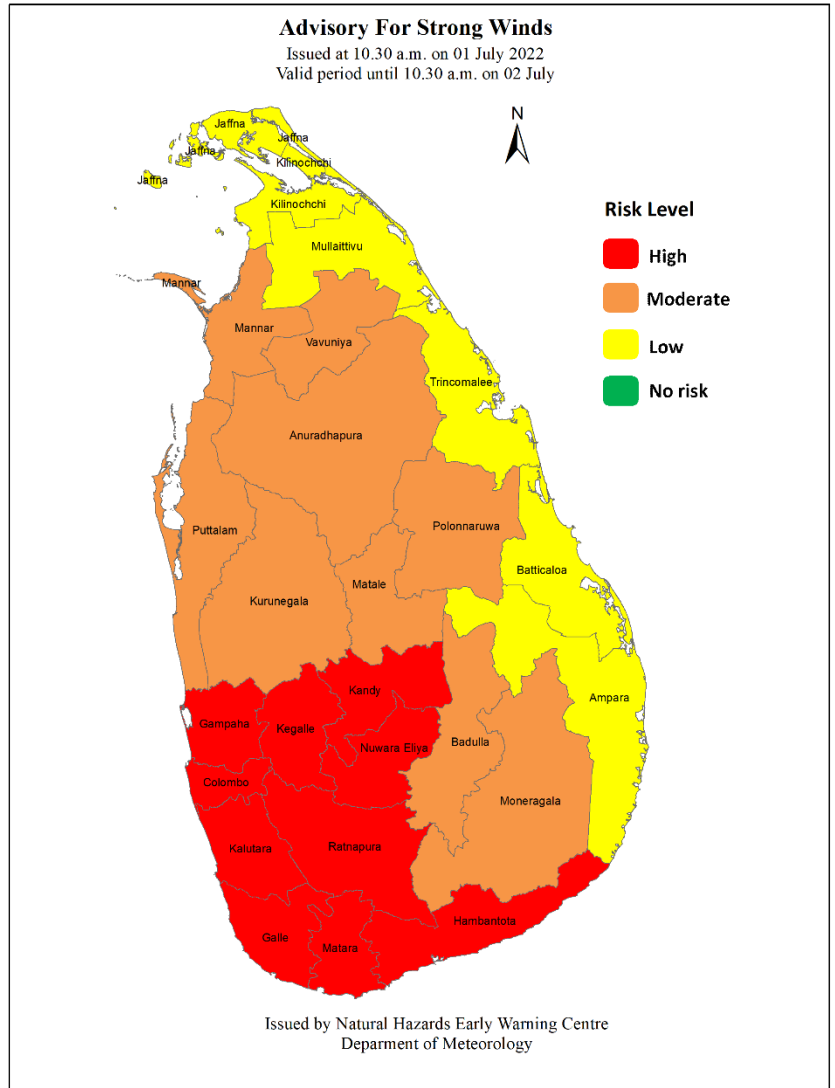 Advisory For Strong Winds
Issued at 10.30 a.m. on 01 July 2022
Valid period until 10.30 a.m. on 02 July
N
Jaffna
Jaffna
Jaffna
Kilinochchi
Jaffna
Kilinochchi
Mullaittivu
Mannar
Mannar
Vavuniya
Trincomalee
Anuradhapura
Puttalam
Polonnaruwa
Batticaloa
Matale
Kurunegala
Kandy
Ampara
Gampaha
Kegalle
Nuwara Eliya
Badulla
Colombo
Moneragala
Kalutara
Ratnapura
Hambantota
Galle
Matara
Risk Level
High
Moderate
Low
No risk
Issued by Natural Hazards Early Warning Centre
Deparment of Meteorology